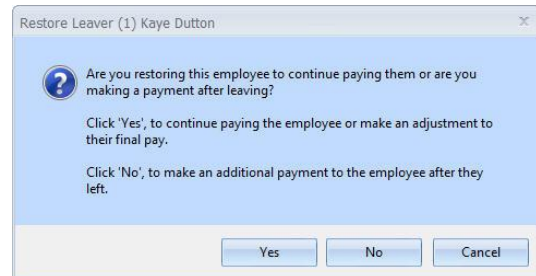 Restore Leaver (1) Kaye Dutton
Are you restoring this employee to continue paying them or are you
making a payment after leaving?
Click 'Yes', to continue paying the employee or make an adjustment to
their final pay.
Click 'No', to make an additional payment to the employee after they
left.
Yes No Cancel